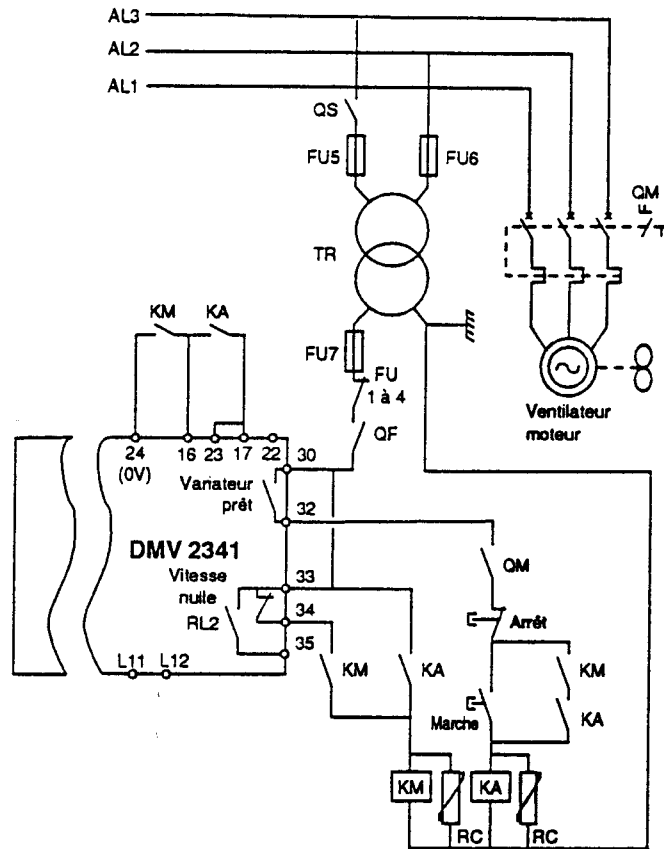 AL3
AL2
AL1
QS
FU5
FU6
QM
TR
KM
KA
FU7
FU
1 à 4
QF
Ventilateur
moteur
24
16
23
17
22
30
(0V)
Variateur
prêt
32
DMV 2341
QM
Vitesse
nulle
33
34
Arrêt
RL2
35
KM
KA
KM
L11
L12
Marche
KA
KM
KA
RC
RC